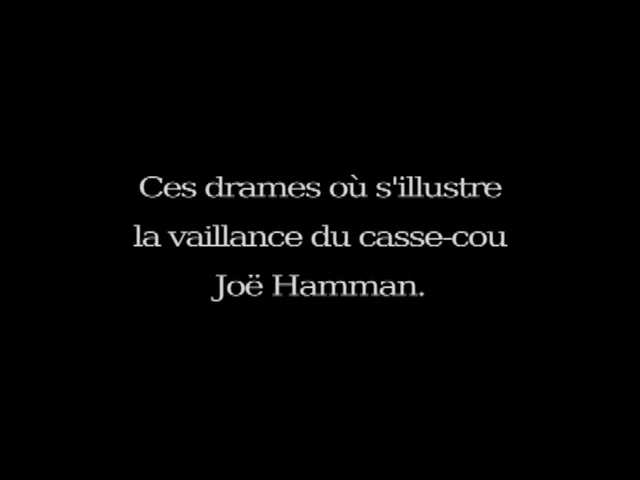 Ces drames où s'illustre
la vaillance du casse-cou
Joë Hamman.